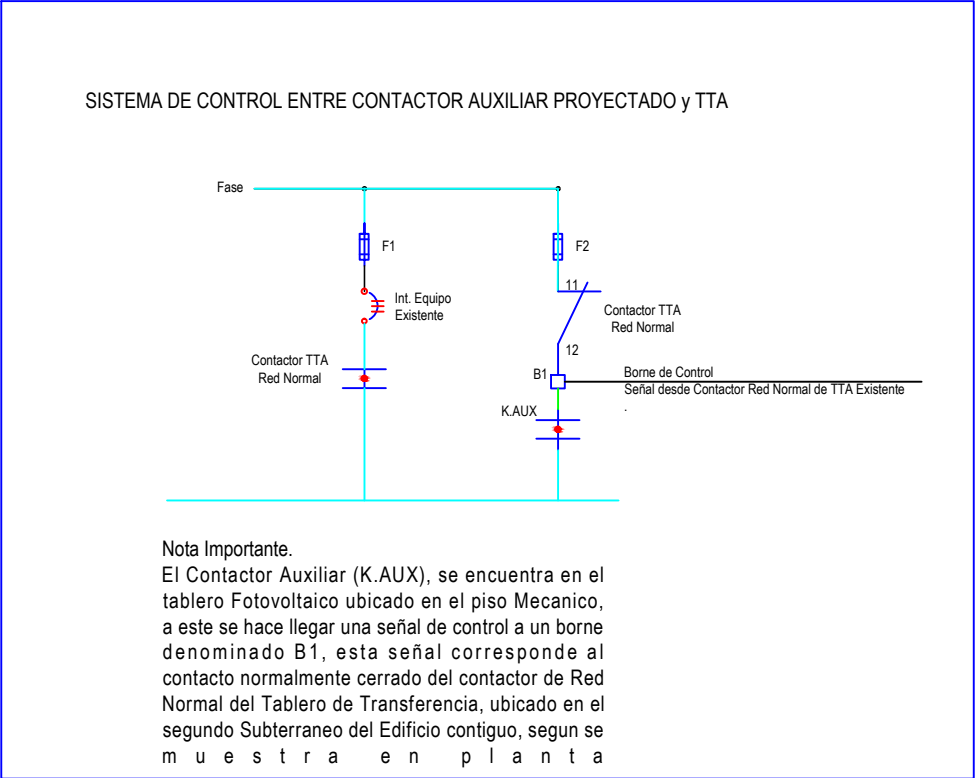 SISTEMA DE CONTROL ENTRE CONTACTOR AUXILIAR PROYECTADO y TTA
Fase
F1
F2
11
Int. Equipo
Existente
Contactor TTA
Red Normal
12
Contactor TTA
Red Normal
B1
Borne de Control
Señal desde Contactor Red Normal de TTA Existente
.
K.AUX
Nota Importante.
El Contactor Auxiliar (K.AUX), se encuentra en el
tablero Fotovoltaico ubicado en el piso Mecanico,
a este se hace llegar una señal de control a un borne
denominado B1, esta señal corresponde al
contacto normalmente cerrado del contactor de Red
Normal del Tablero de Transferencia, ubicado en el
segundo Subterraneo del Edificio contiguo, segun se
muestra en planta